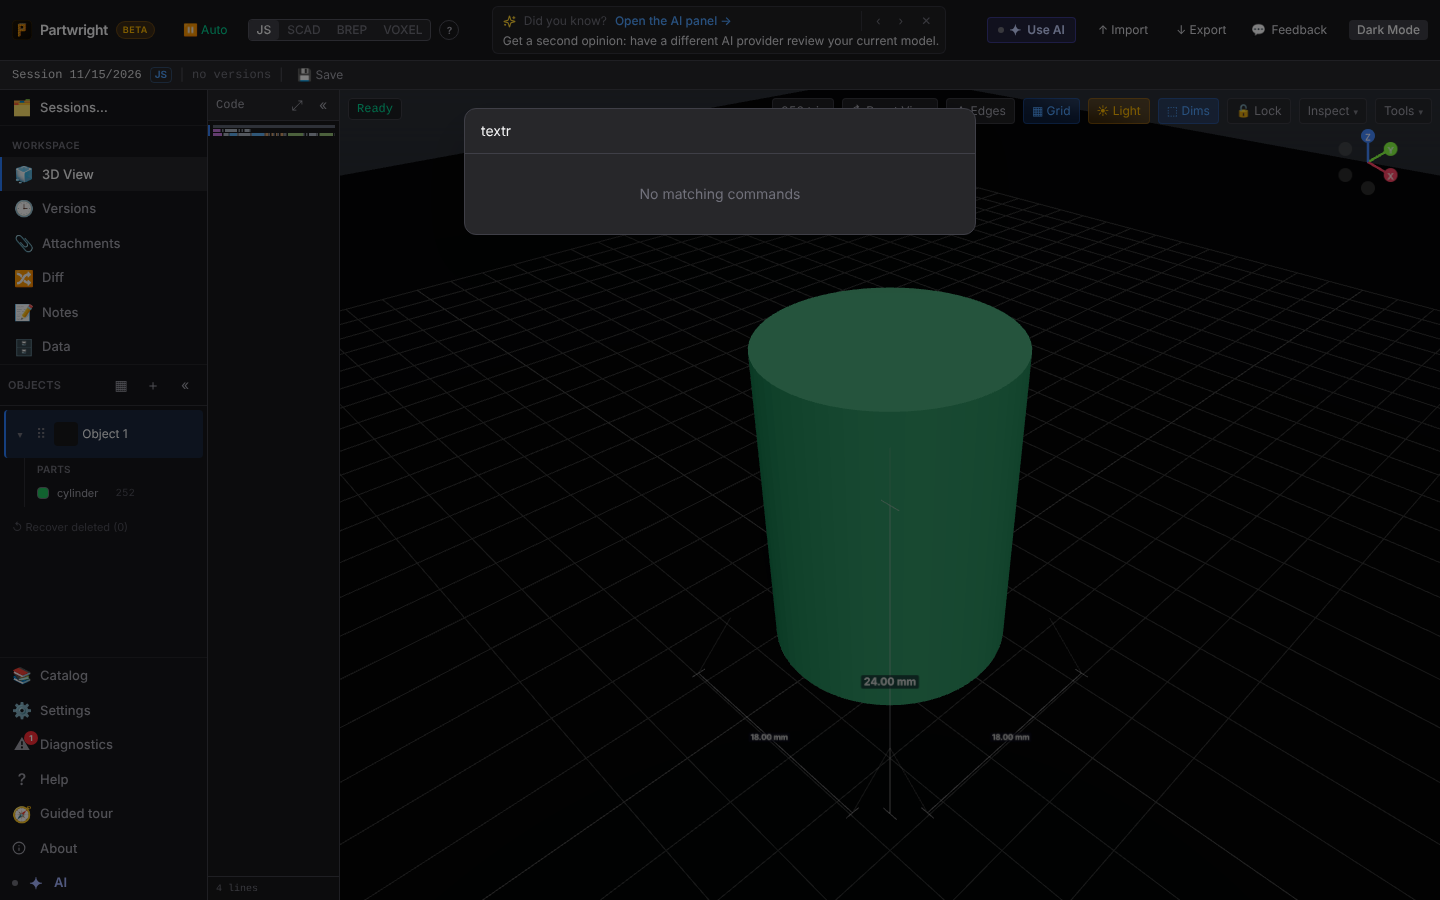 Partwright BETA
Auto
JS SCAD BREP VOXEL ?
Did you know? Open the AI panel →
Get a second opinion: have a different AI provider review your current model.
Use AI
↑ Import
↓ Export
Feedback
Dark Mode
Session 11/15/2026 JS | no versions | Save
Sessions...
Code
Ready
Edges
Grid
Light
Dims
Lock
Inspect ▾
Tools ▾
textr
No matching commands
Z
Y
X
WORKSPACE
3D View
Versions
Attachments
Diff
Notes
Data
OBJECTS
Object 1
PARTS
cylinder 252
Recover deleted (0)
24.00 mm
18.00 mm
18.00 mm
Catalog
Settings
1
Diagnostics
? Help
Guided tour
About
AI
4 lines